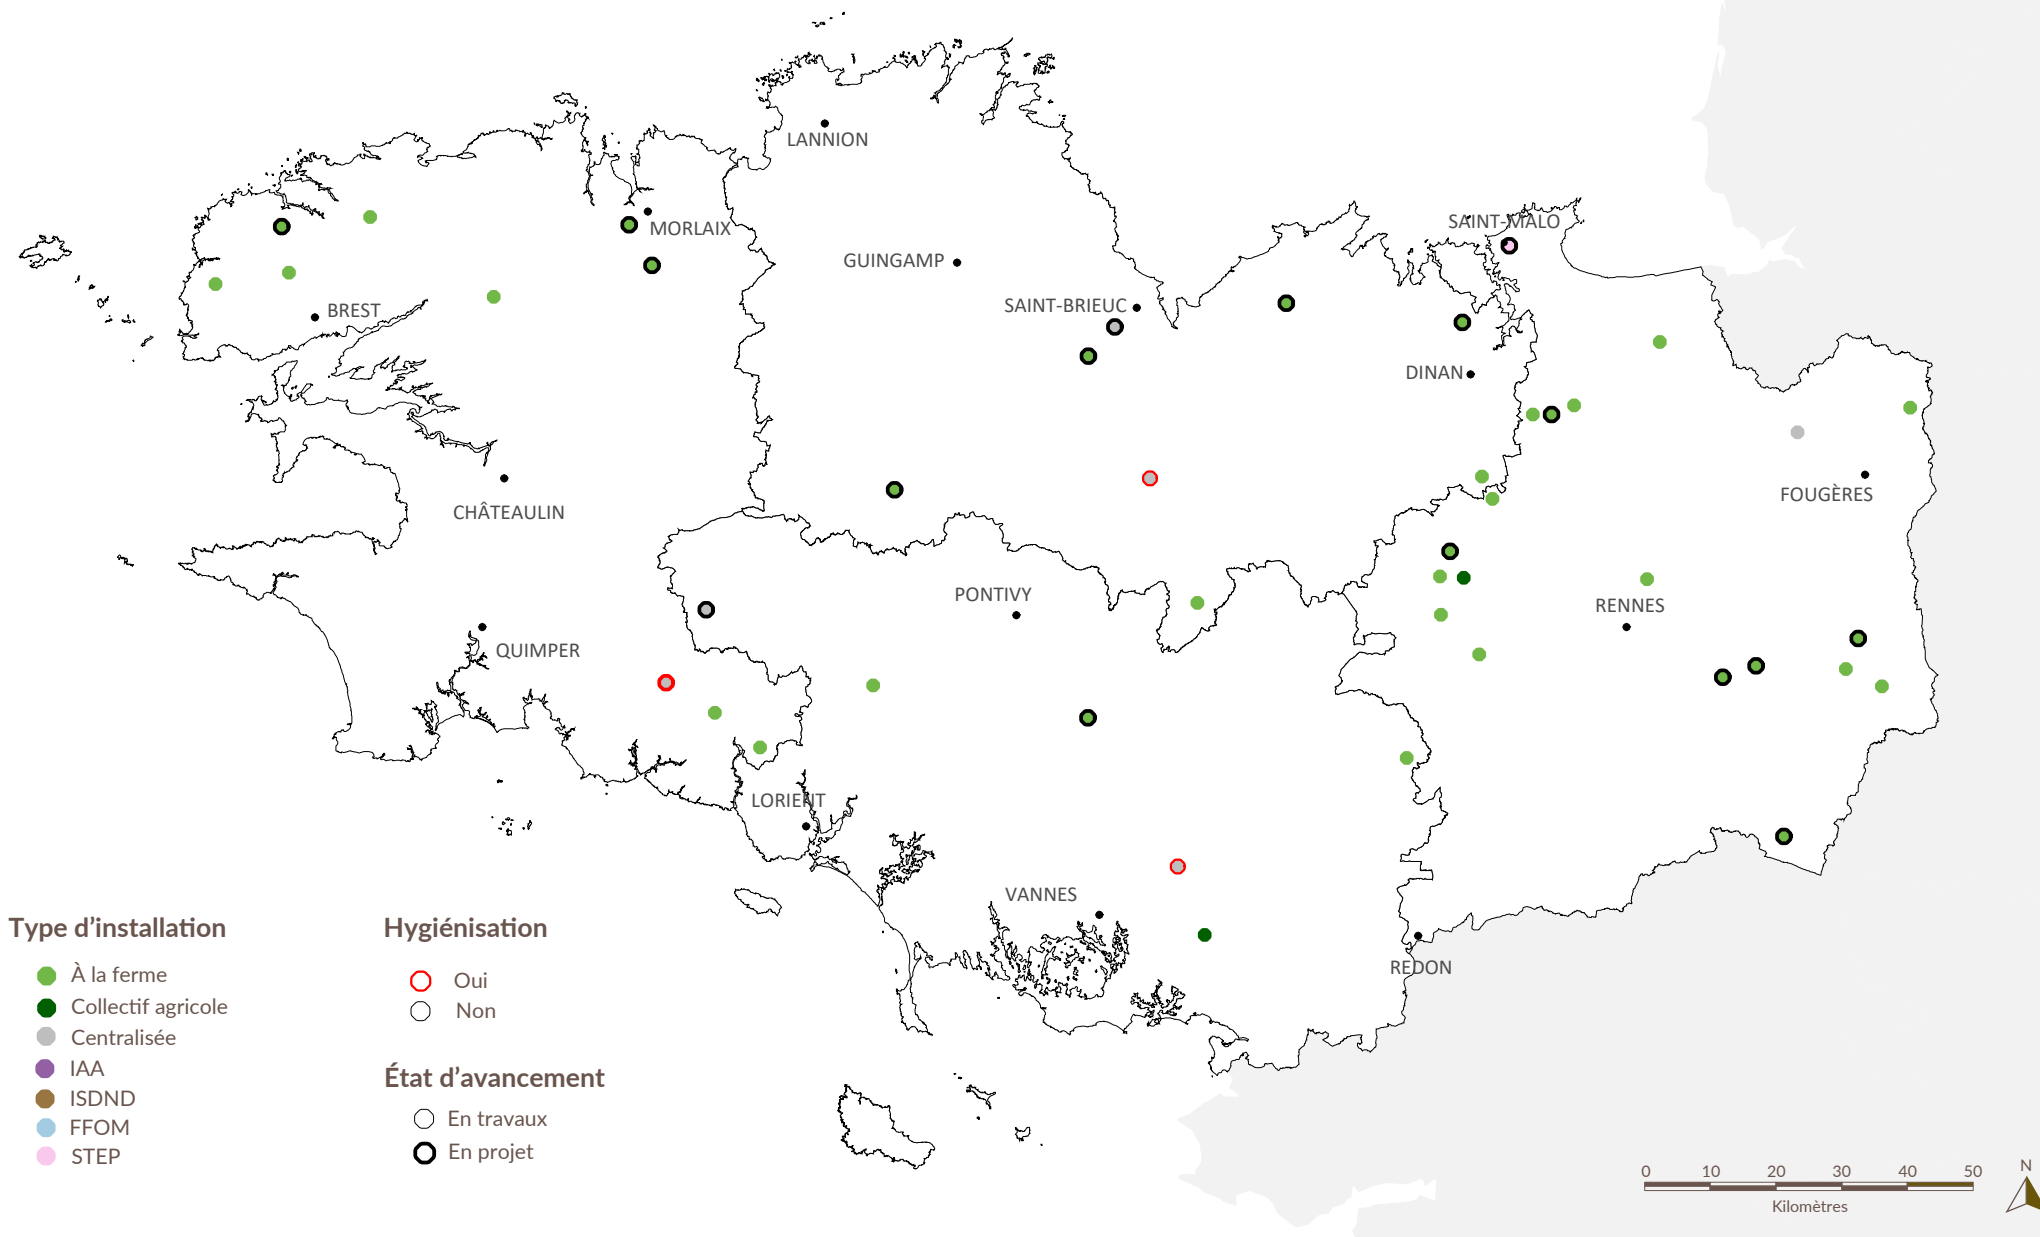 LANNION
MORLAIX
SAINT-MALO
GUINGAMP
SAINT-BRIEUC
BREST
DINAN
FOUGÈRES
CHÂTEAULIN
PONTIVY
RENNES
QUIMPER
LORIENT
VANNES
REDON
Type d’installation
À la ferme
Collectif agricole
Centralisée
IAA
ISDND
FFOM
STEP
Hygiénisation
Oui
Non
État d’avancement
En travaux
En projet
0 10 20 30 40 50
Kilomètres
N